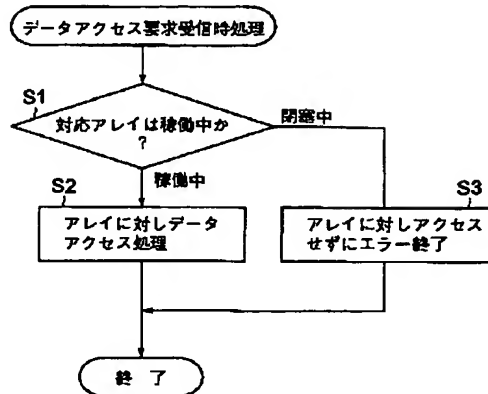 データアクセス要求受信時処理
S1
対応アレイは稼働中か
?
閉塞中
稼働中
S2
アレイに対しデータ
アクセス処理
S3
アレイに対しアクセス
せずにエラー終了
終 了